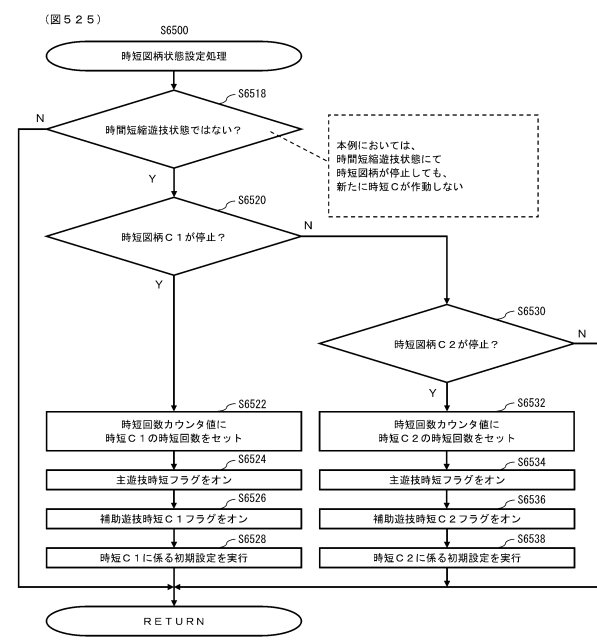 （図５２５）
S6500
時短図柄状態設定処理
S6518
N
時間短縮遊技状態ではない？
本例においては、
時間短縮遊技状態にて
時短図柄が停止しても、
新たに時短Ｃが作動しない
Y
S6520
時短図柄Ｃ１が停止？
N
Y
S6530
時短図柄Ｃ２が停止？
N
Y
S6522
時短回数カウンタ値に
時短Ｃ１の時短回数をセット
S6524
主遊技時短フラグをオン
S6526
補助遊技時短Ｃ１フラグをオン
S6528
時短Ｃ１に係る初期設定を実行
S6532
時短回数カウンタ値に
時短Ｃ２の時短回数をセット
S6534
主遊技時短フラグをオン
S6536
補助遊技時短Ｃ２フラグをオン
S6538
時短Ｃ２に係る初期設定を実行
ＲＥＴＵＲＮ